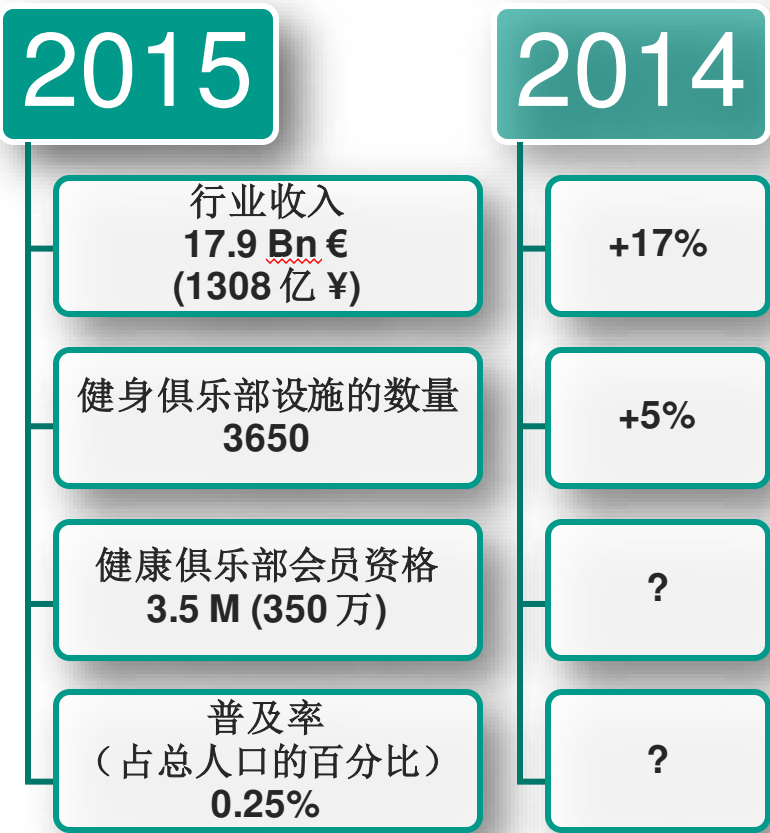 2015
行业收入
17.9 Bn €
(1308 亿 ¥)
健身俱乐部设施的数量
3650
健康俱乐部会员资格
3.5 M (350 万)
普及率
（占总人口的百分比）
0.25%
2014
+17%
+5%
?
?